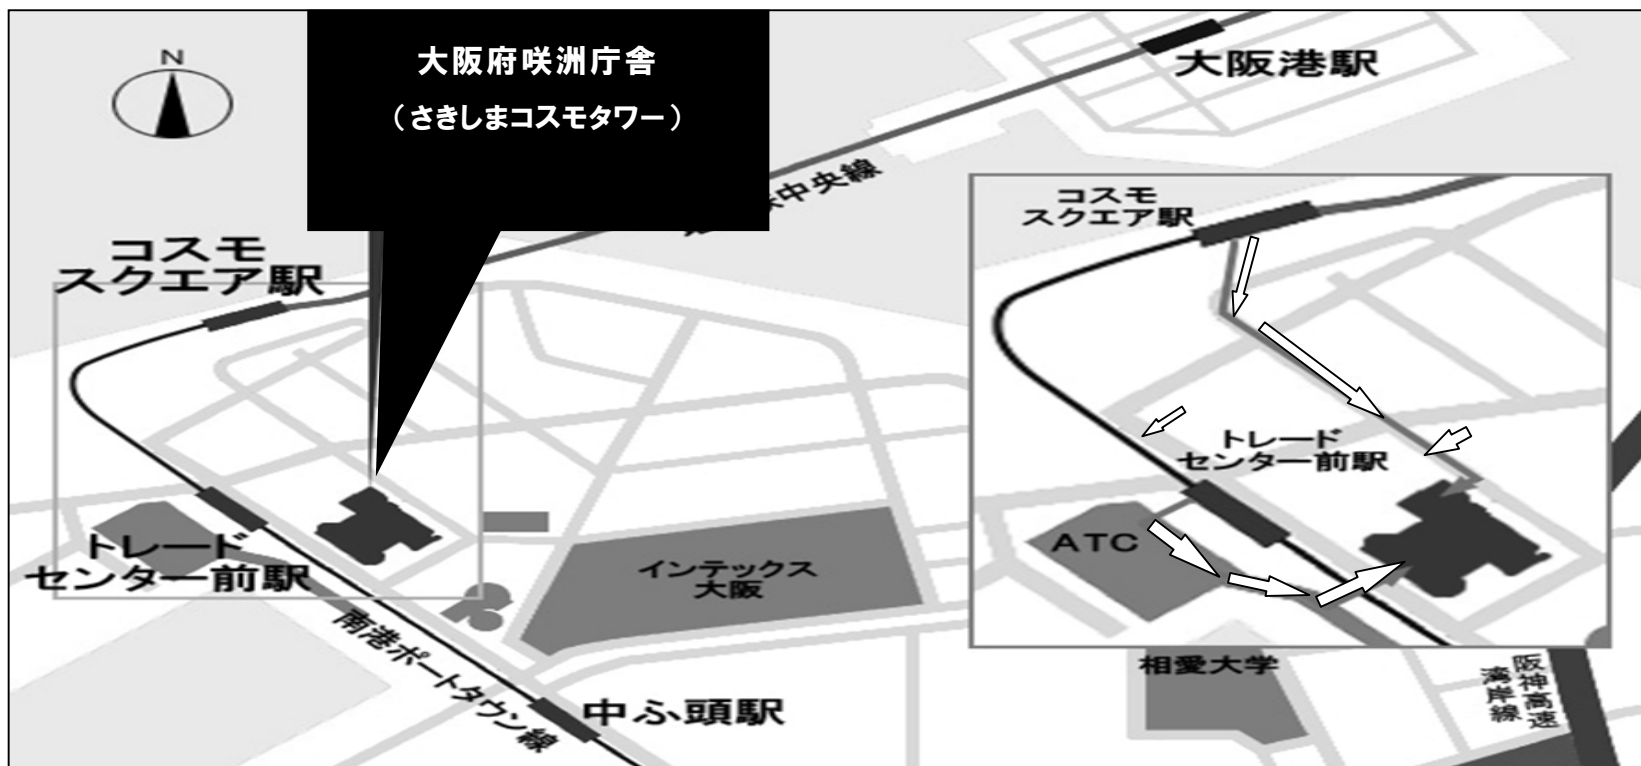 N
大阪府咲洲庁舎
（さきしまコスモタワー）
大阪港駅
中央線
コスモ
スクエア駅
コスモ
スクエア駅
トレード
センター前駅
ATC
トレード
センター前駅
インテックス
大阪
南港ポートタウン線
中ふ頭駅
相愛大学
阪神高速
湾岸線